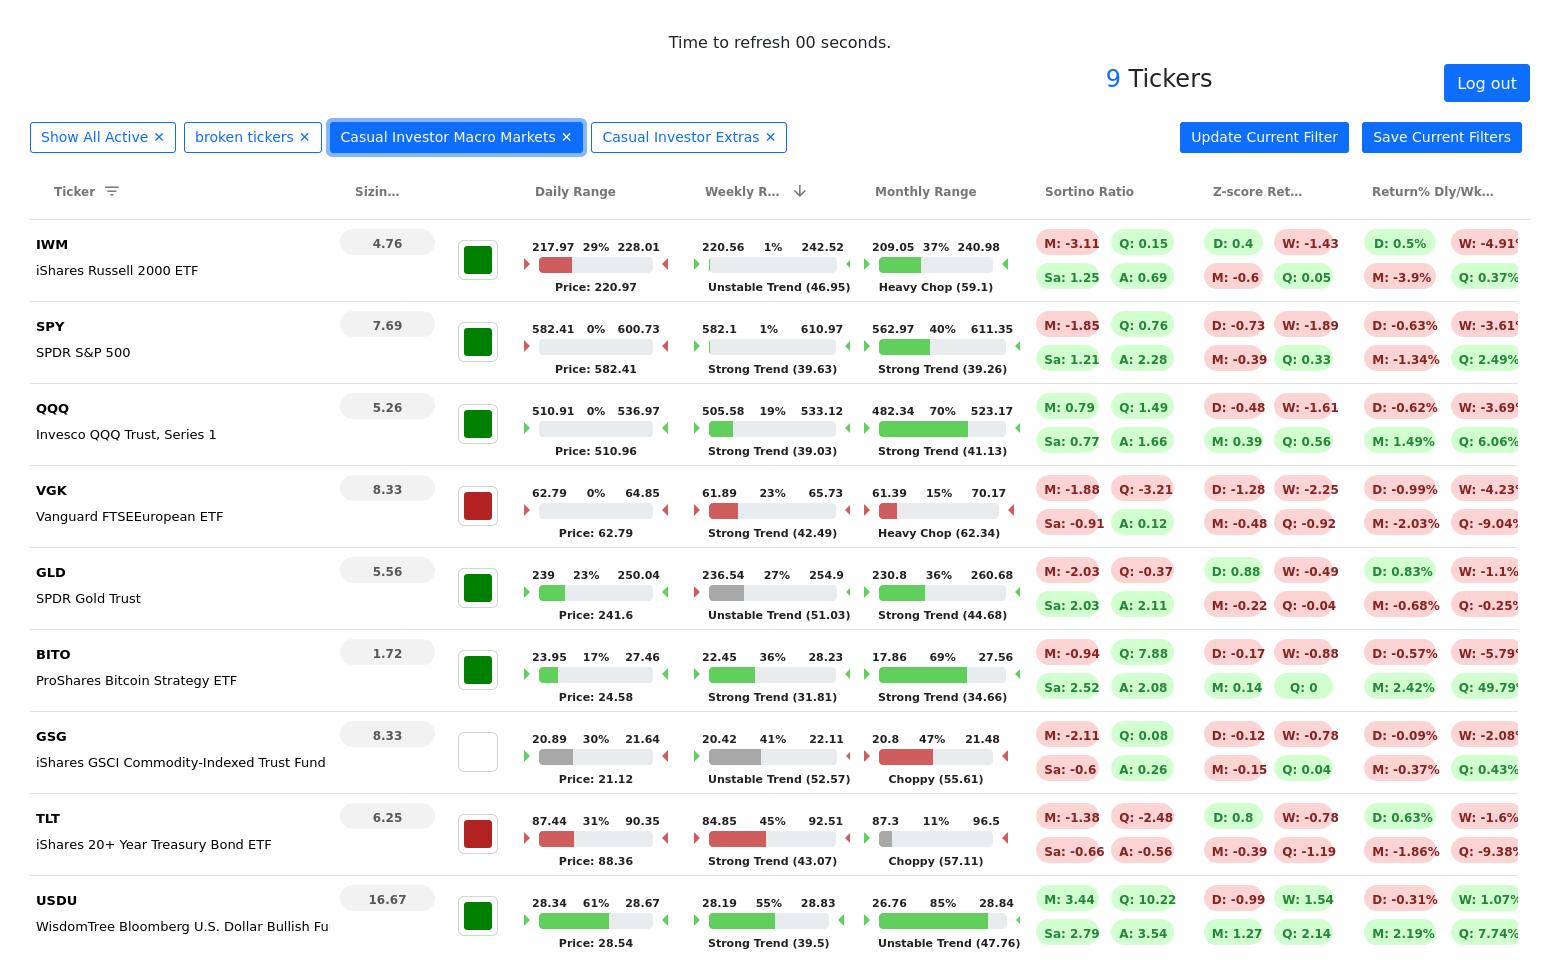 Time to refresh 00 seconds.
9 Tickers
Log out
Show All Active ✕ broken tickers ✕ Casual Investor Macro Markets ✕ Casual Investor Extras ✕ Update Current Filter Save Current Filters
Ticker Sizin... Daily Range Weekly R... Monthly Range Sortino Ratio Z-score Ret... Return% Dly/Wk...
IWM 4.76 217.97 29% 228.01 220.56 1% 242.52 209.05 37% 240.98 M: -3.11 Q: 0.15 D: 0.4 W: -1.43 D: 0.5% W: -4.91%
iShares Russell 2000 ETF Price: 220.97 Unstable Trend (46.95) Heavy Chop (59.1) Sa: 1.25 A: 0.69 M: -0.6 Q: 0.05 M: -3.9% Q: 0.37%
SPY 7.69 582.41 0% 600.73 582.1 1% 610.97 562.97 40% 611.35 M: -1.85 Q: 0.76 D: -0.73 W: -1.89 D: -0.63% W: -3.61%
SPDR S&P 500 Price: 582.41 Strong Trend (39.63) Strong Trend (39.26) Sa: 1.21 A: 2.28 M: -0.39 Q: 0.33 M: -1.34% Q: 2.49%
QQQ 5.26 510.91 0% 536.97 505.58 19% 533.12 482.34 70% 523.17 M: 0.79 Q: 1.49 D: -0.48 W: -1.61 D: -0.62% W: -3.69%
Invesco QQQ Trust, Series 1 Price: 510.96 Strong Trend (39.03) Strong Trend (41.13) Sa: 0.77 A: 1.66 M: 0.39 Q: 0.56 M: 1.49% Q: 6.06%
VGK 8.33 62.79 0% 64.85 61.89 23% 65.73 61.39 15% 70.17 M: -1.88 Q: -3.21 D: -1.28 W: -2.25 D: -0.99% W: -4.23%
Vanguard FTSEEuropean ETF Price: 62.79 Strong Trend (42.49) Heavy Chop (62.34) Sa: -0.91 A: 0.12 M: -0.48 Q: -0.92 M: -2.03% Q: -9.04%
GLD 5.56 239 23% 250.04 236.54 27% 254.9 230.8 36% 260.68 M: -2.03 Q: -0.37 D: 0.88 W: -0.49 D: 0.83% W: -1.1%
SPDR Gold Trust Price: 241.6 Unstable Trend (51.03) Strong Trend (44.68) Sa: 2.03 A: 2.11 M: -0.22 Q: -0.04 M: -0.68% Q: -0.25%
BITO 1.72 23.95 17% 27.46 22.45 36% 28.23 17.86 69% 27.56 M: -0.94 Q: 7.88 D: -0.17 W: -0.88 D: -0.57% W: -5.79%
ProShares Bitcoin Strategy ETF Price: 24.58 Strong Trend (31.81) Strong Trend (34.66) Sa: 2.52 A: 2.08 M: 0.14 Q: 0 M: 2.42% Q: 49.79%
GSG 8.33 20.89 30% 21.64 20.42 41% 22.11 20.8 47% 21.48 M: -2.11 Q: 0.08 D: -0.12 W: -0.78 D: -0.09% W: -2.08%
iShares GSCI Commodity-Indexed Trust Fund Price: 21.12 Unstable Trend (52.57) Choppy (55.61) Sa: -0.6 A: 0.26 M: -0.15 Q: 0.04 M: -0.37% Q: 0.43%
TLT 6.25 87.44 31% 90.35 84.85 45% 92.51 87.3 11% 96.5 M: -1.38 Q: -2.48 D: 0.8 W: -0.78 D: 0.63% W: -1.6%
iShares 20+ Year Treasury Bond ETF Price: 88.36 Strong Trend (43.07) Choppy (57.11) Sa: -0.66 A: -0.56 M: -0.39 Q: -1.19 M: -1.86% Q: -9.38%
USDU 16.67 28.34 61% 28.67 28.19 55% 28.83 26.76 85% 28.84 M: 3.44 Q: 10.22 D: -0.99 W: 1.54 D: -0.31% W: 1.07%
WisdomTree Bloomberg U.S. Dollar Bullish Fu Price: 28.54 Strong Trend (39.5) Unstable Trend (47.76) Sa: 2.79 A: 3.54 M: 1.27 Q: 2.14 M: 2.19% Q: 7.74%